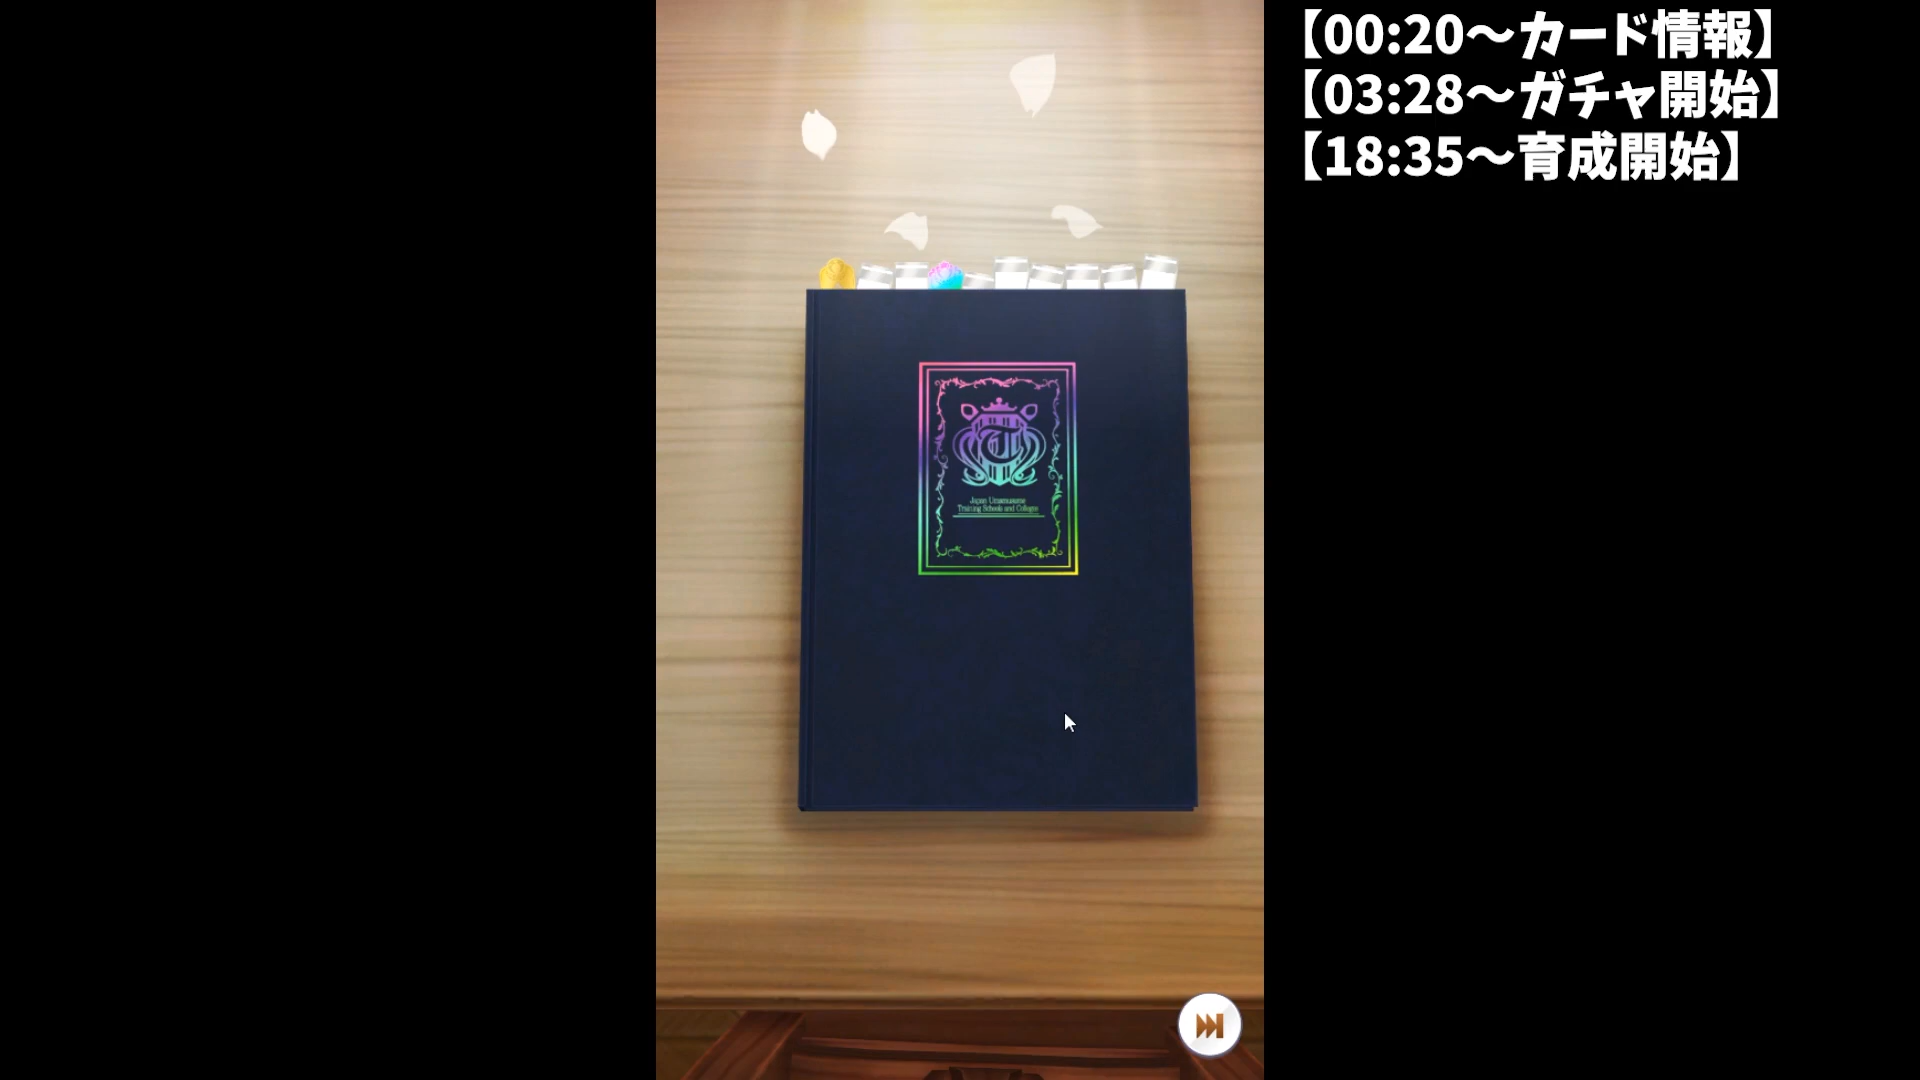 【00:20～カード情報】
【03:28～ガチャ開始】
【18:35～育成開始】
Japan Umamusume
Training Schools and Colleges